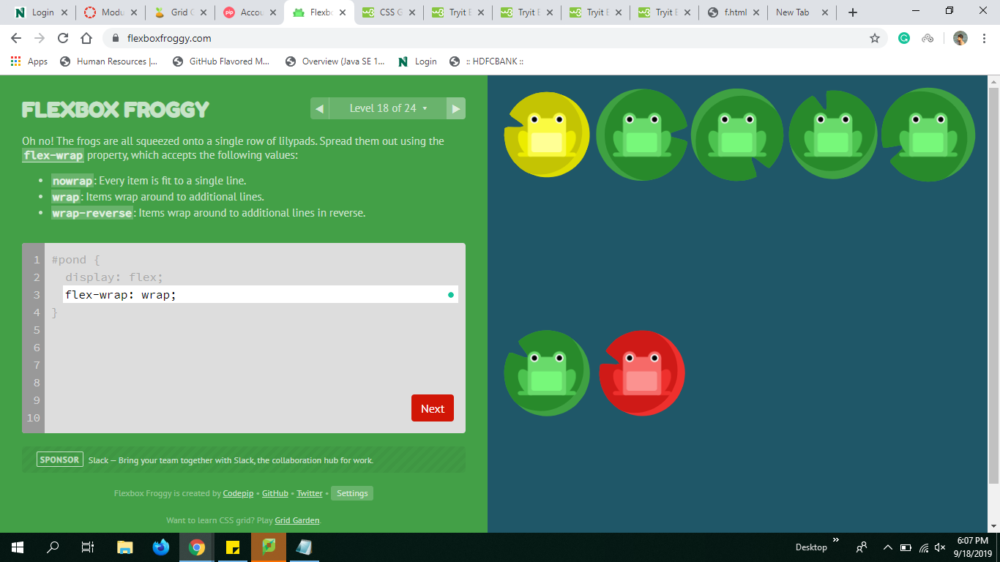 Login
Modu
Grid G
Accou
Flexbo
CSS G
Tryit E
Tryit E
Tryit E
Tryit E
f.html
New Tab
flexboxfroggy.com
Apps
Human Resources |...
GitHub Flavored M...
Overview (Java SE 1...
Login
:: HDFCBANK ::
FLEXBOX FROGGY
Level 18 of 24
Oh no! The frogs are all squeezed onto a single row of lilypads. Spread them out using the
flex-wrap property, which accepts the following values:
• nowrap: Every item is fit to a single line.
• wrap: Items wrap around to additional lines.
• wrap-reverse: Items wrap around to additional lines in reverse.
1 #pond {
2 display: flex;
3 flex-wrap: wrap;
4 }
5
6
7
8
9
10
Next
SPONSOR Slack — Bring your team together with Slack, the collaboration hub for work.
Flexbox Froggy is created by Codepip • GitHub • Twitter • Settings
Want to learn CSS grid? Play Grid Garden.
Desktop
6:07 PM
9/18/2019